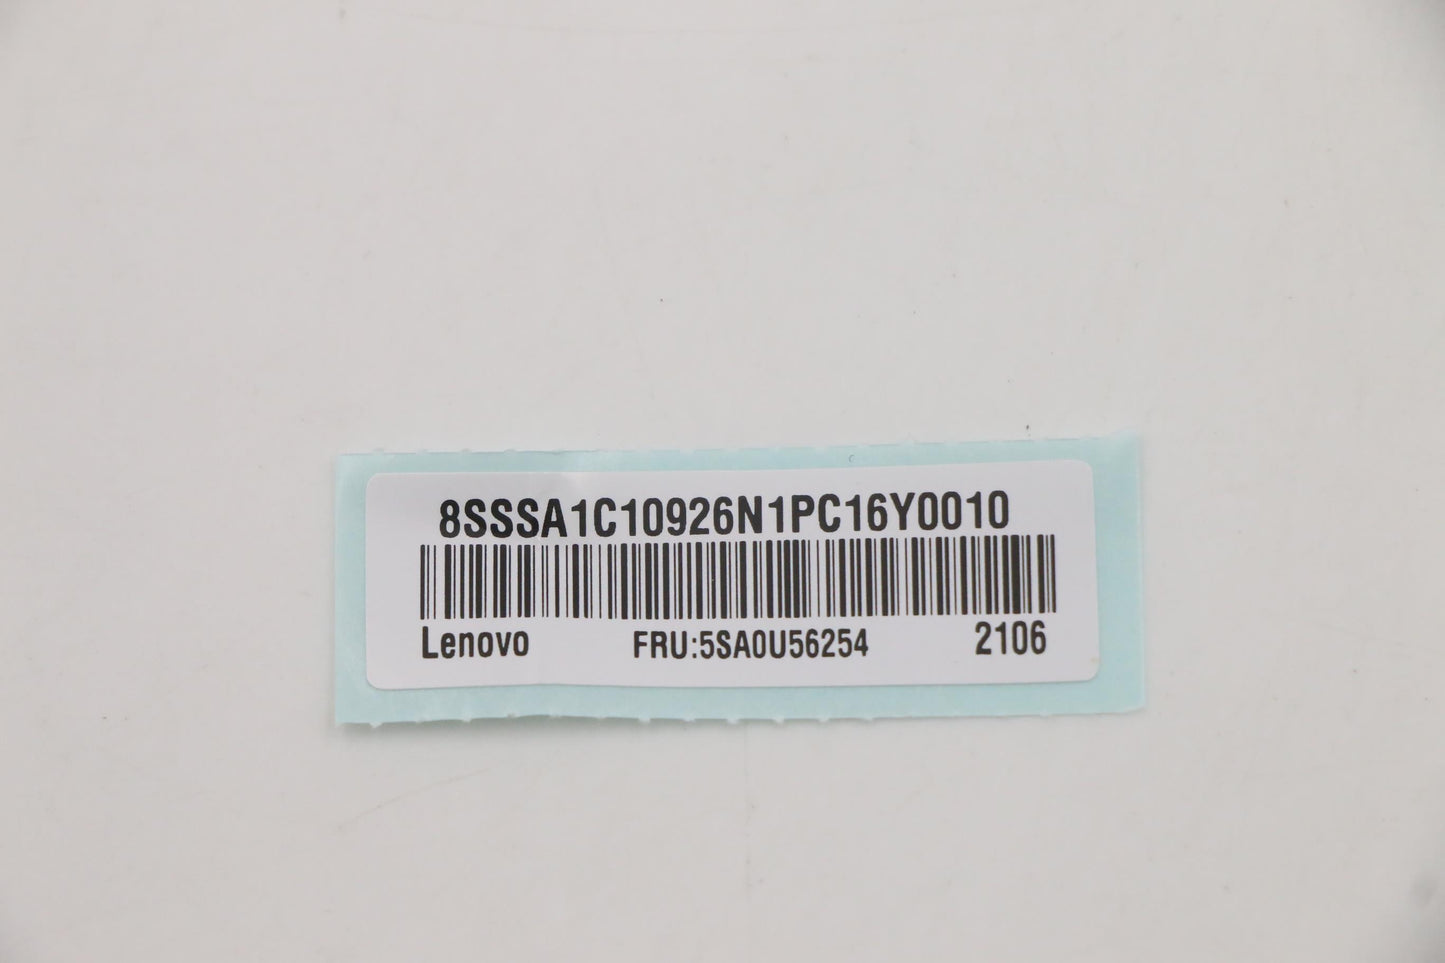 8SSSA1C10926N1PC16Y0010
Lenovo FRU:5SA0U56254 2106